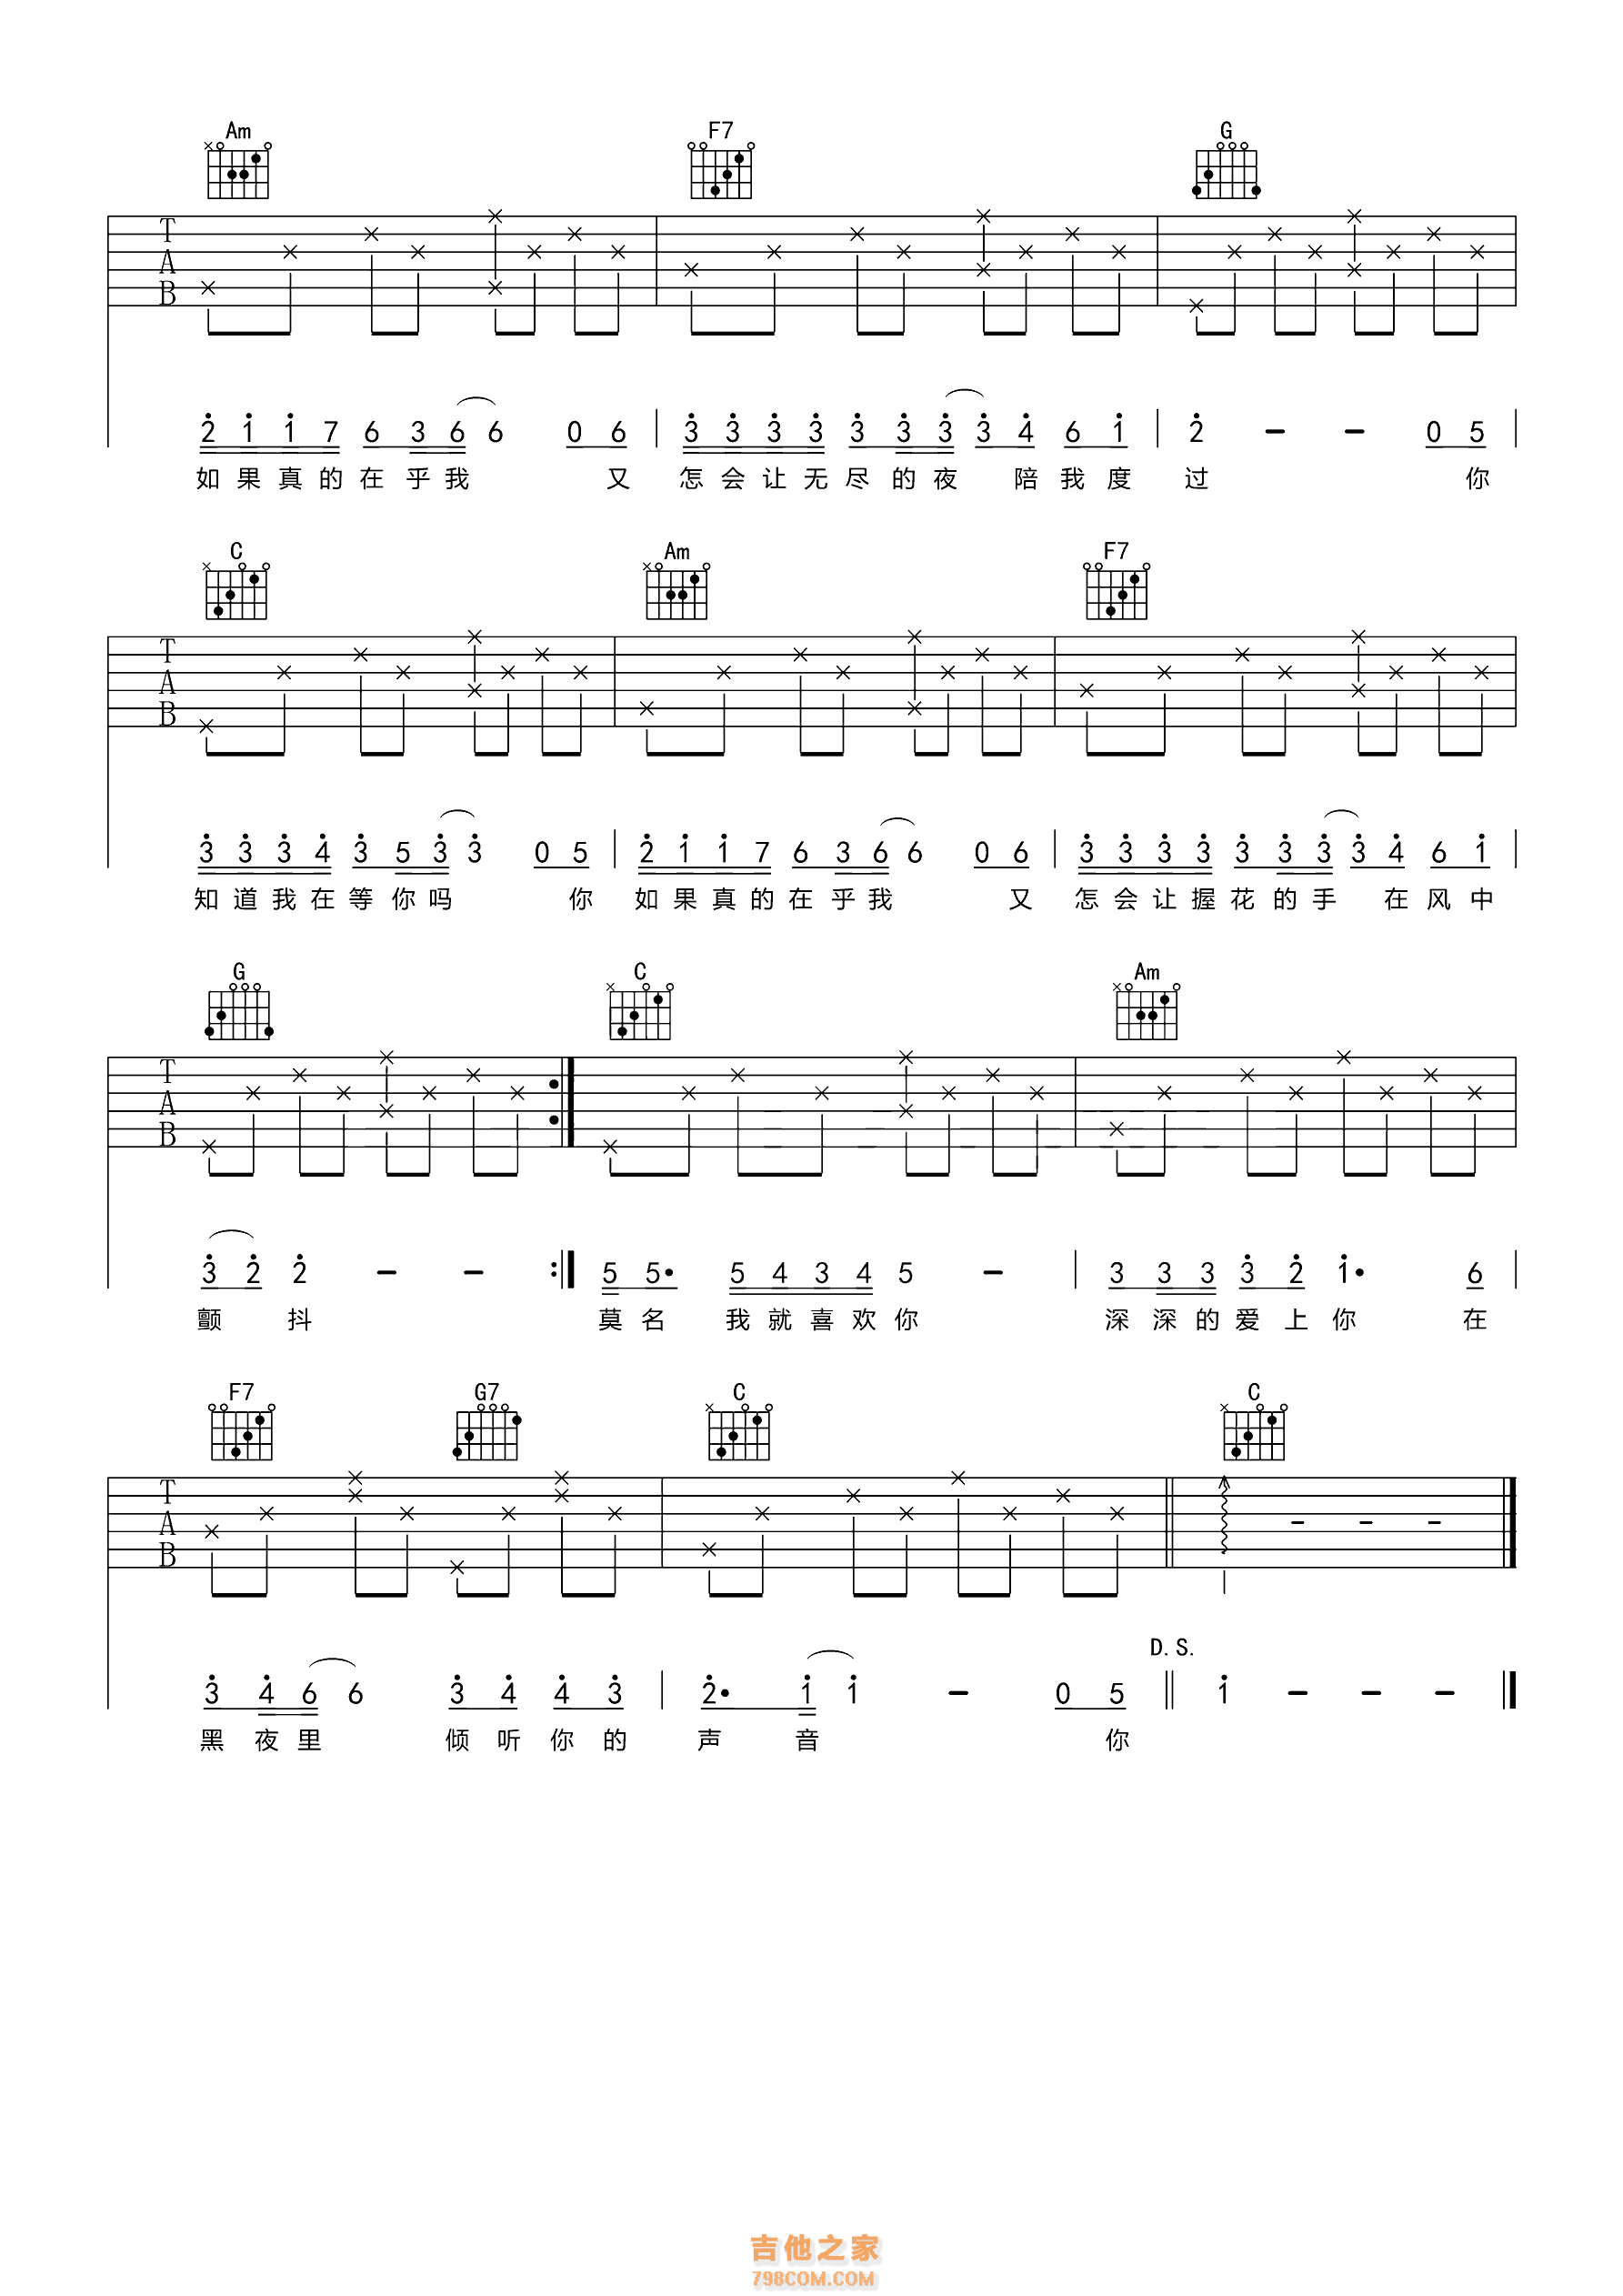 Am F7 G
T A B
2 1 1 7 6 3 6 6 0 6 | 3 3 3 3 3 3 3 3 4 6 1 | 2 - - 0 5 |
如 果 真 的 在 乎 我 又 怎 会 让 无 尽 的 夜 陪 我 度 过 你
C Am F7
T A B
3 3 3 4 3 5 3 3 0 5 | 2 1 1 7 6 3 6 6 0 6 | 3 3 3 3 3 3 3 3 4 6 1 |
知 道 我 在 等 你 吗 你 如 果 真 的 在 乎 我 又 怎 会 让 握 花 的 手 在 风 中
G C Am
T A B
3 2 2 - - :| 5 5• 5 4 3 4 5 - | 3 3 3 3 2 1• 6 |
颤 抖 莫 名 我 就 喜 欢 你 深 深 的 爱 上 你 在
F7 G7 C C
T A B
D. S.
3 4 6 6 3 4 4 3 | 2• 1 1 - 0 5 || 1 - - - |
黑 夜 里 倾 听 你 的 声 音 你
吉他之家
798COM.COM